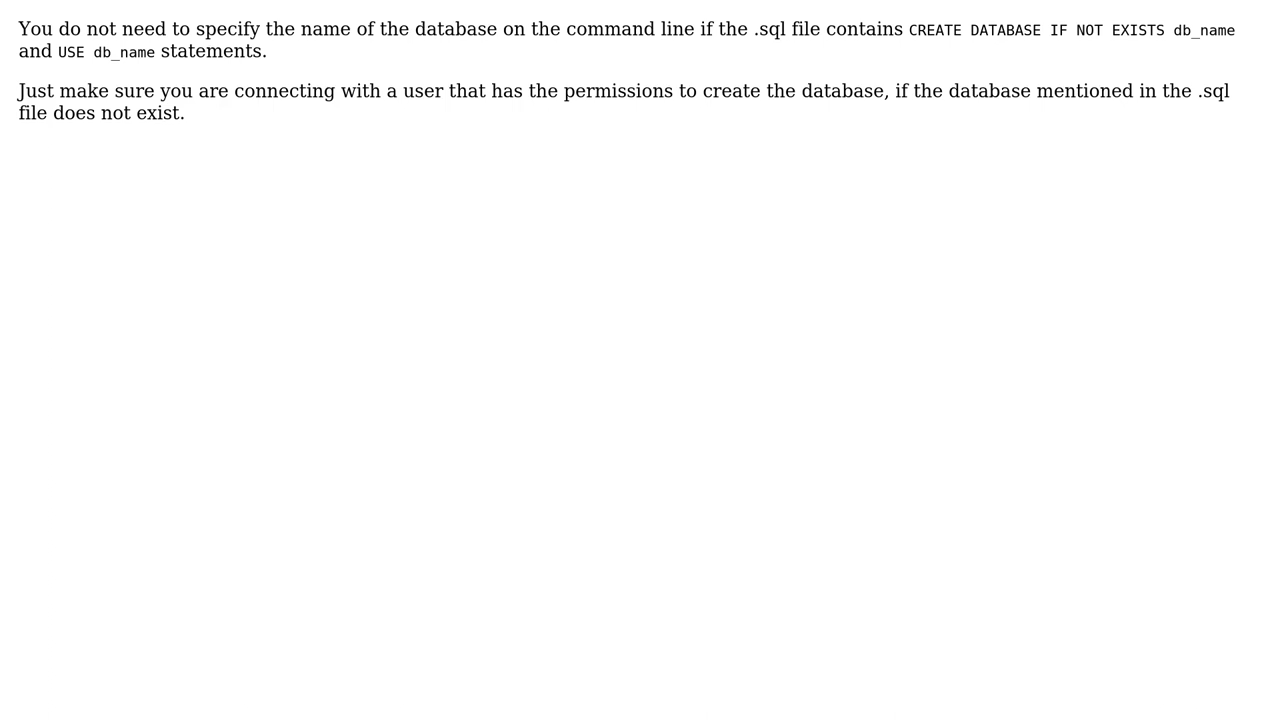 You do not need to specify the name of the database on the command line if the .sql file contains CREATE DATABASE IF NOT EXISTS db_name
and USE db_name statements.
Just make sure you are connecting with a user that has the permissions to create the database, if the database mentioned in the .sql
file does not exist.